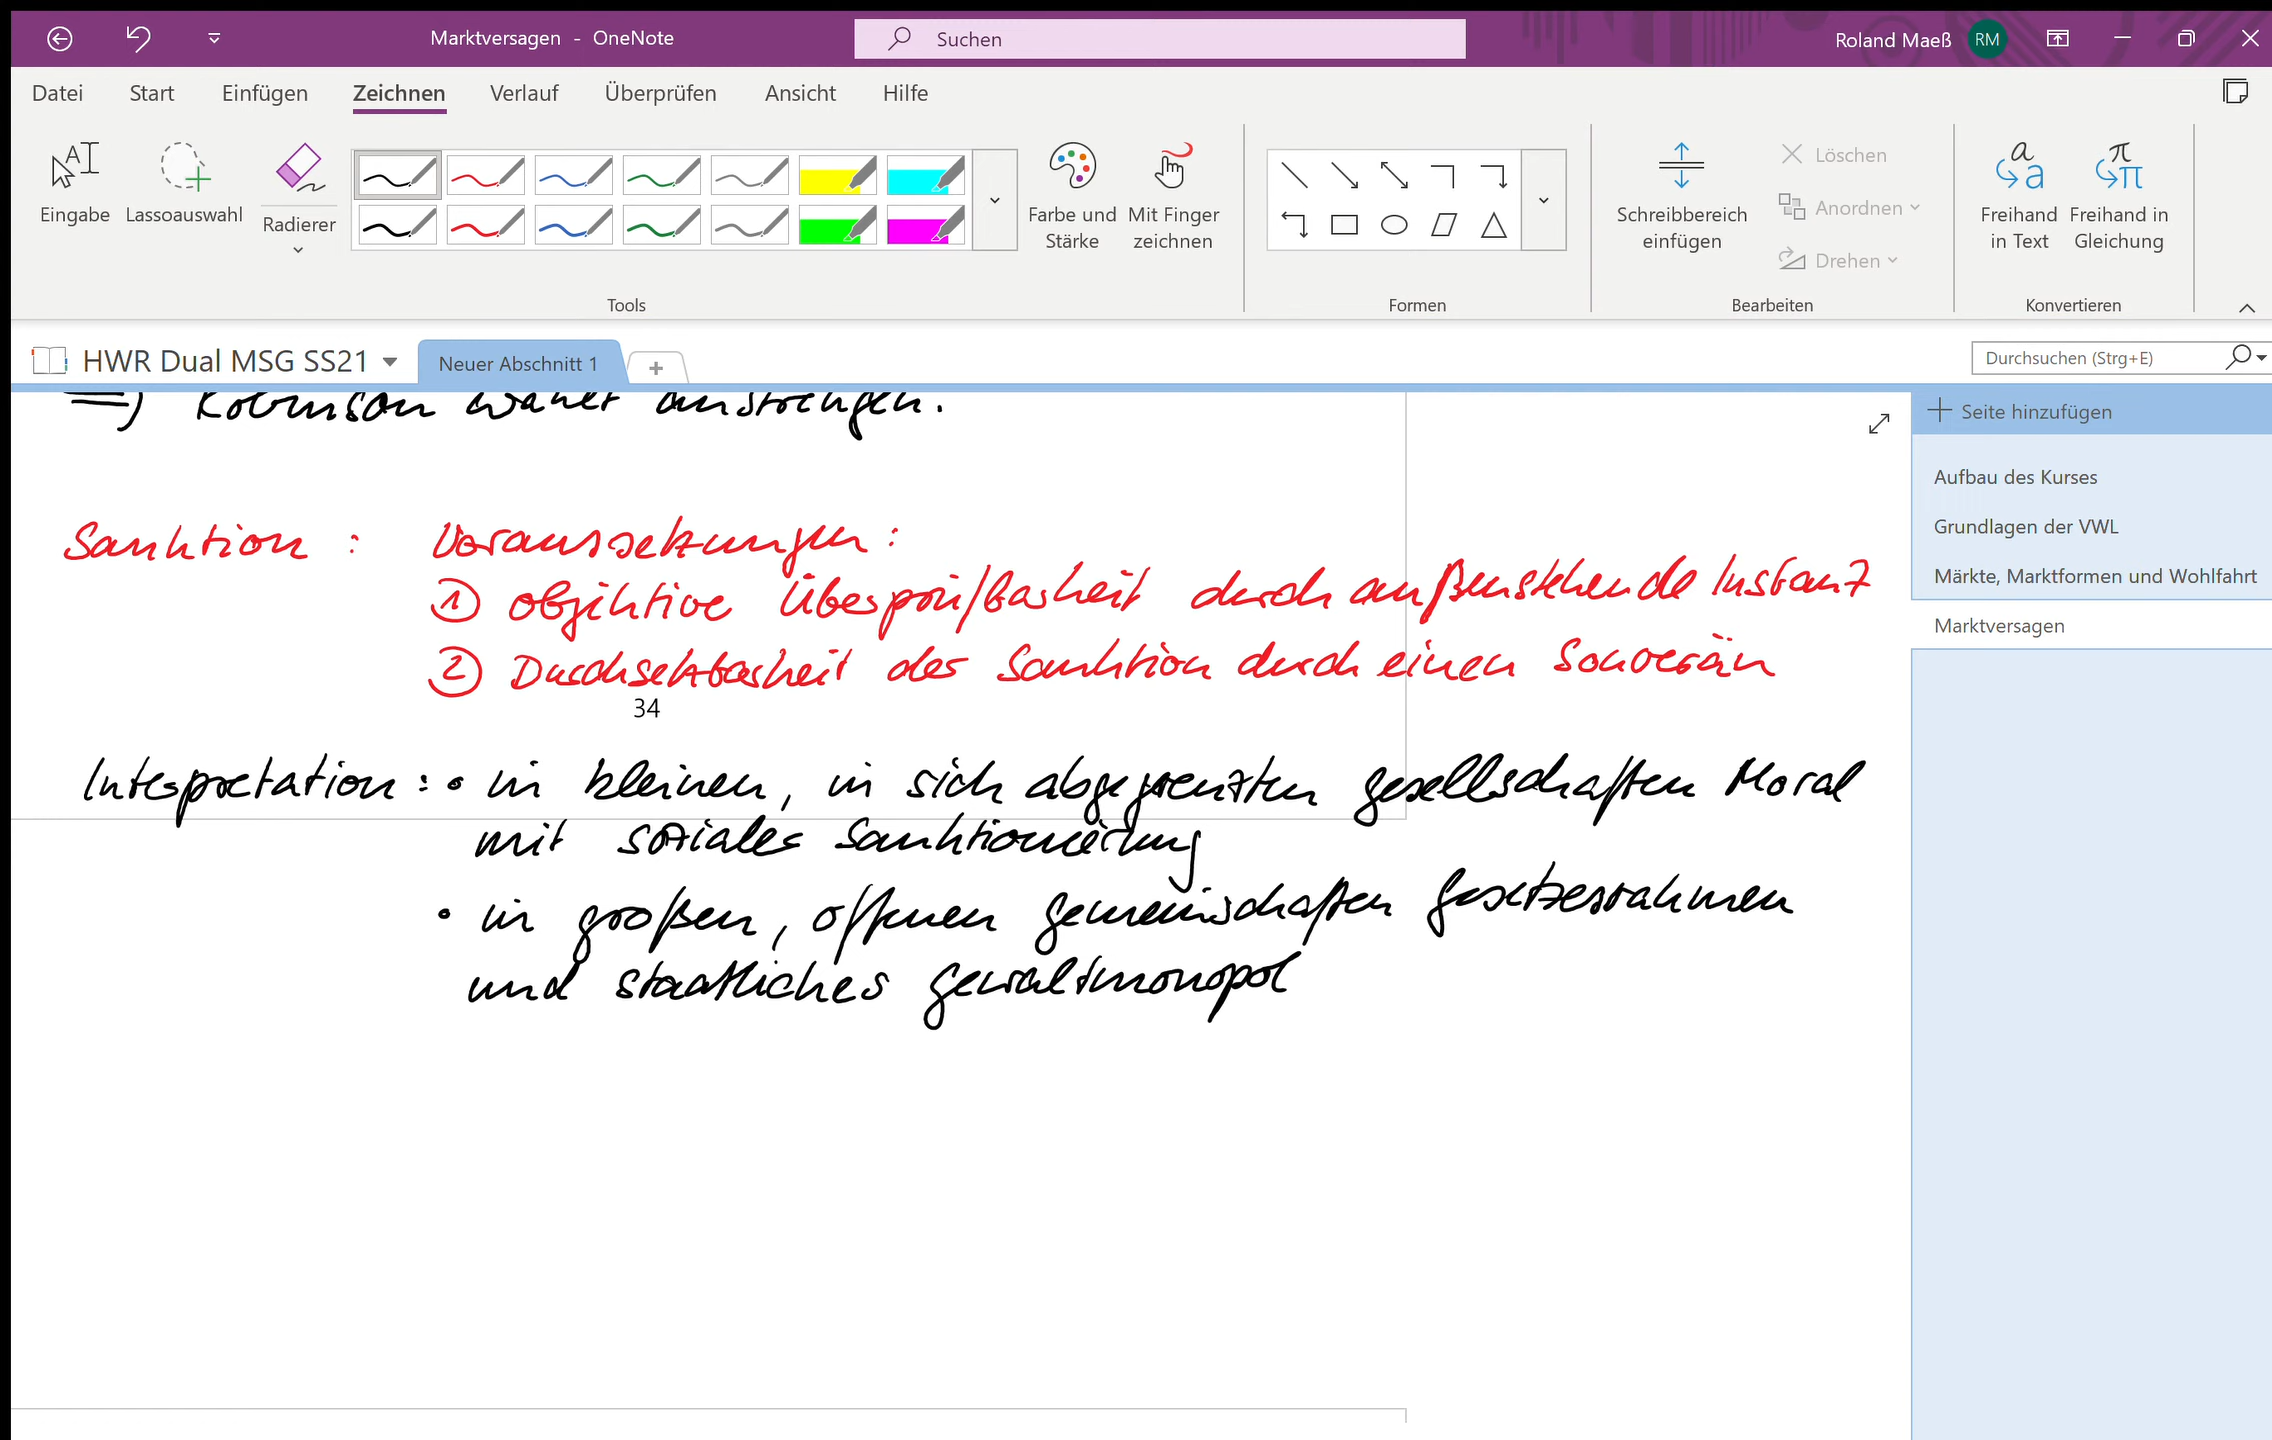 Marktversagen - OneNote
Suchen
Roland Maeß RM
Datei Start Einfügen Zeichnen Verlauf Überprüfen Ansicht Hilfe
Eingabe Lassoauswahl Radierer
Farbe und Stärke
Mit Finger zeichnen
Schreibbereich einfügen
Löschen
Anordnen
Drehen
Freihand in Text
Freihand in Gleichung
Tools Formen Bearbeiten Konvertieren
HWR Dual MSG SS21 Neuer Abschnitt 1
Durchsuchen (Strg+E)
Seite hinzufügen
Aufbau des Kurses
Grundlagen der VWL
Märkte, Marktformen und Wohlfahrt
Marktversagen
=> Robinson wählt anstrengen.
Sanktion: Voraussetzungen:
① objektive Überprüfbarkeit durch außenstehende Instanz
② Durchsetzbarkeit der Sanktion durch einen Souverän
34
Interpretation: • in kleinen, in sich abgegrenzten Gesellschaften Moral
mit sozialer Sanktionierung
• in großen, offenen Gemeinschaften Gesetzesrahmen
und staatliches Gewaltmonopol